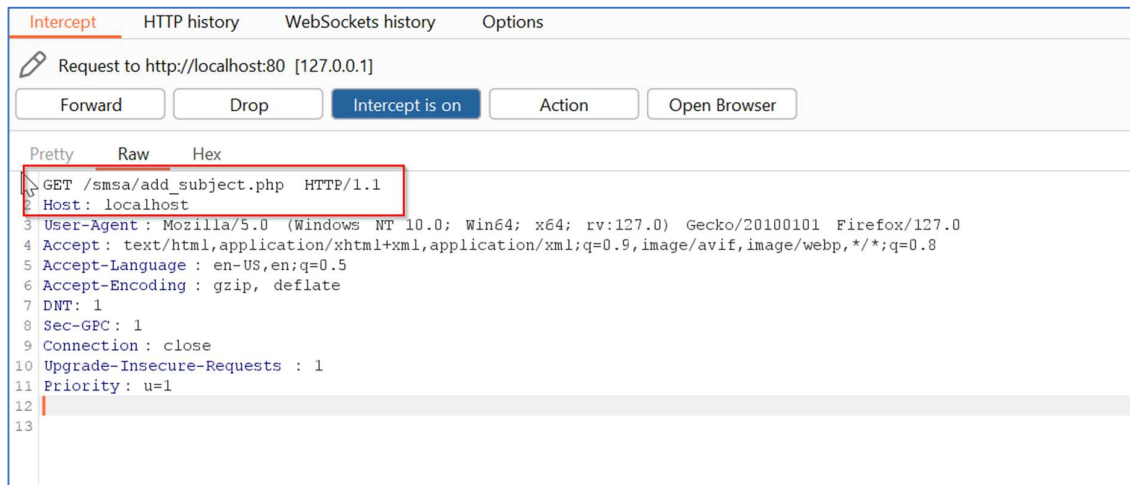 Intercept HTTP history WebSockets history Options
Request to http://localhost:80 [127.0.0.1]
Forward Drop Intercept is on Action Open Browser
Pretty Raw Hex
GET /smsa/add_subject.php HTTP/1.1
2 Host: localhost
3 User-Agent: Mozilla/5.0 (Windows NT 10.0; Win64; x64; rv:127.0) Gecko/20100101 Firefox/127.0
4 Accept: text/html,application/xhtml+xml,application/xml;q=0.9,image/avif,image/webp,*/*;q=0.8
5 Accept-Language: en-US,en;q=0.5
6 Accept-Encoding: gzip, deflate
7 DNT: 1
8 Sec-GPC: 1
9 Connection: close
10 Upgrade-Insecure-Requests : 1
11 Priority: u=1
12
13